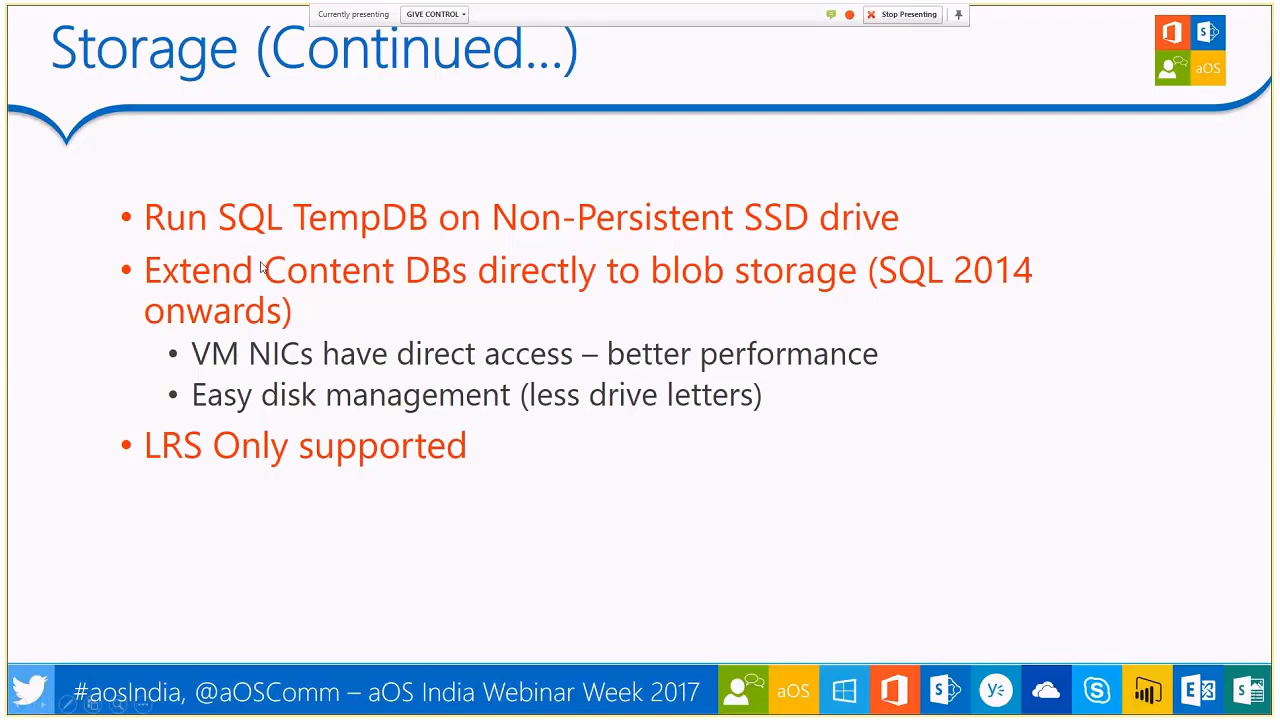 Currently presenting GIVE CONTROL Stop Presenting
Storage (Continued...)
aOS
• Run SQL TempDB on Non-Persistent SSD drive
• Extend Content DBs directly to blob storage (SQL 2014
onwards)
• VM NICs have direct access – better performance
• Easy disk management (less drive letters)
• LRS Only supported
#aosIndia, @aOSComm – aOS India Webinar Week 2017 aOS